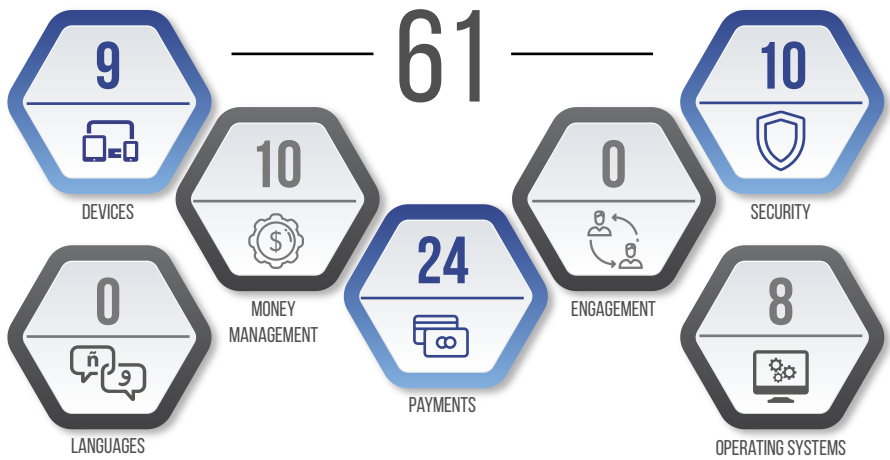 61
9
DEVICES
10
MONEY
MANAGEMENT
24
PAYMENTS
0
ENGAGEMENT
10
SECURITY
0
ñ
و
LANGUAGES
8
OPERATING SYSTEMS
$